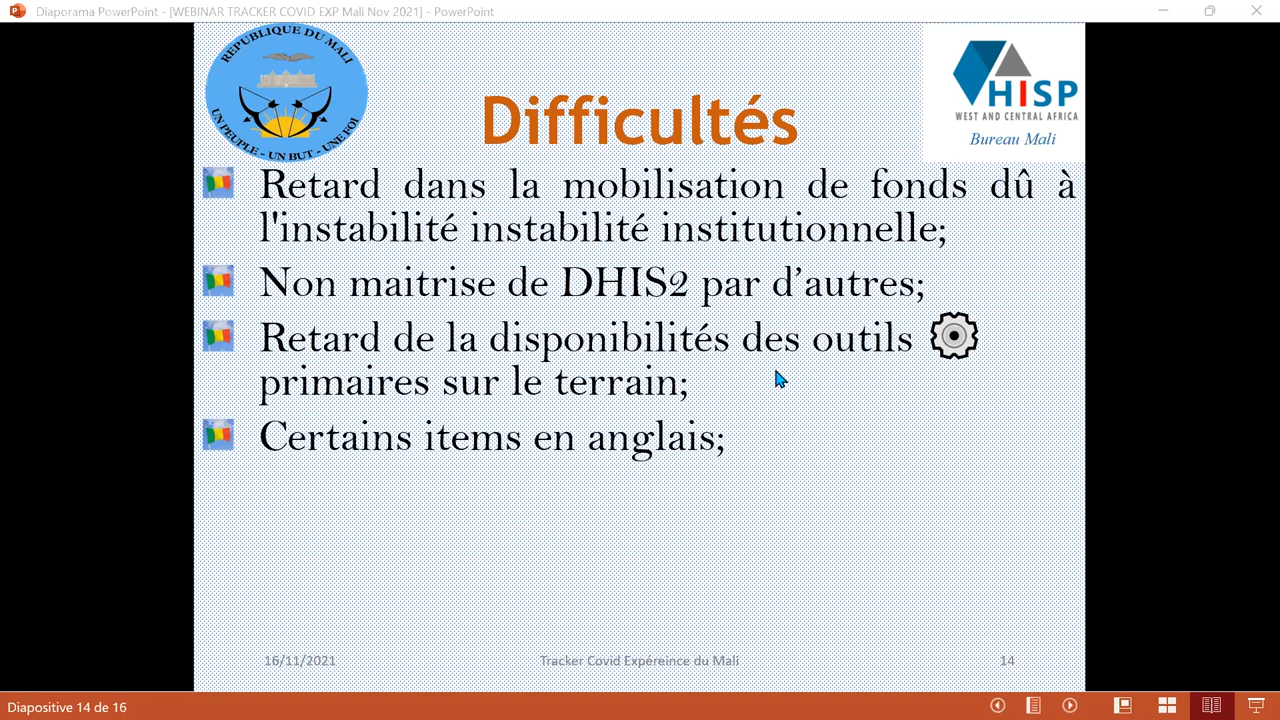 Diaporama PowerPoint - [WEBINAR TRACKER COVID EXP Mali Nov 2021] - PowerPoint
REPUBLIQUE DU MALI
UN PEUPLE - UN BUT - UNE FOI
HISP
WEST AND CENTRAL AFRICA
Bureau Mali
Difficultés
Retard dans la mobilisation de fonds dû à
l'instabilité instabilité institutionnelle;
Non maitrise de DHIS2 par d’autres;
Retard de la disponibilités des outils
primaires sur le terrain;
Certains items en anglais;
16/11/2021
Tracker Covid Expéreince du Mali
14
Diapositive 14 de 16